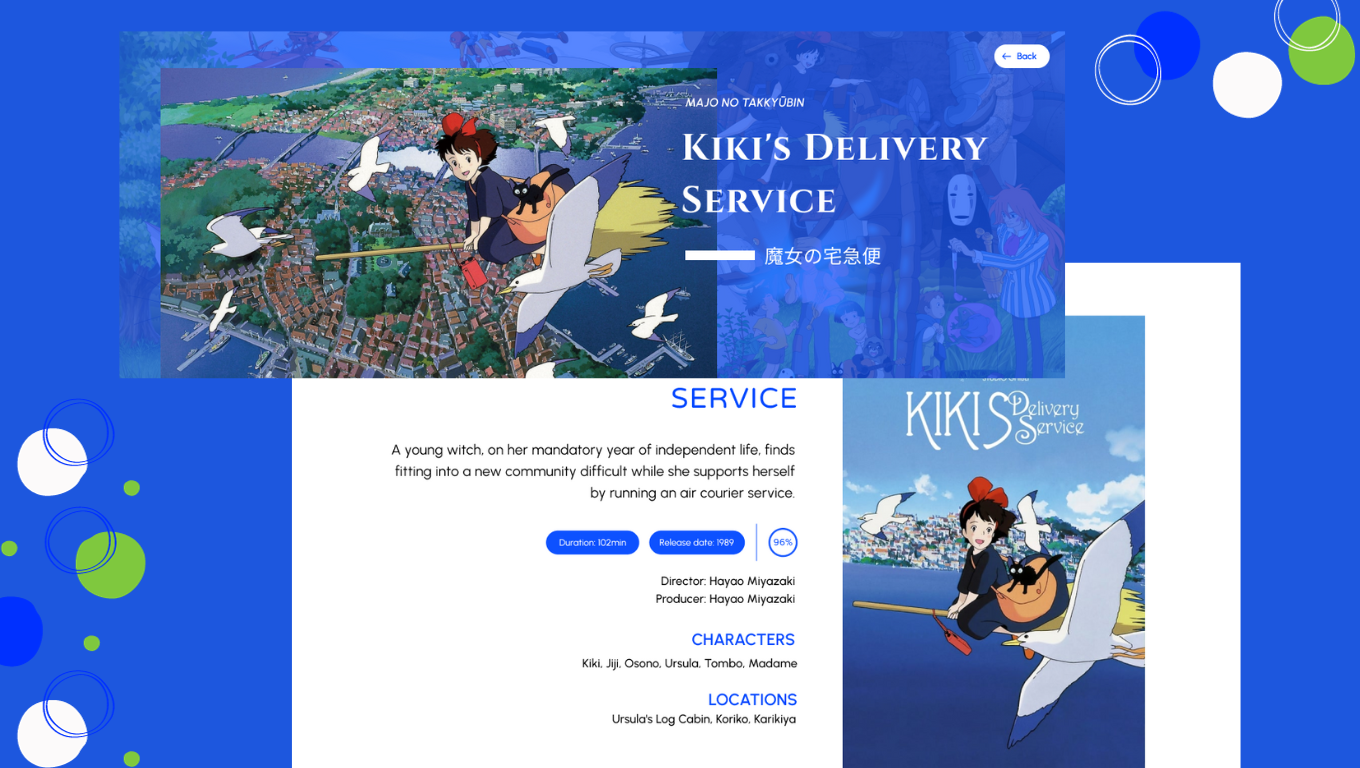 ← Back
MAJO NO TAKKYŪBIN
KIKI'S DELIVERY
SERVICE
魔女の宅急便
SERVICE
A young witch, on her mandatory year of independent life, finds
fitting into a new community difficult while she supports herself
by running an air courier service.
Duration: 102min
Release date: 1989
96%
Director: Hayao Miyazaki
Producer: Hayao Miyazaki
CHARACTERS
Kiki, Jiji, Osono, Ursula, Tombo, Madame
LOCATIONS
Ursula's Log Cabin, Koriko, Karikiya
KIKIS Delivery
Service